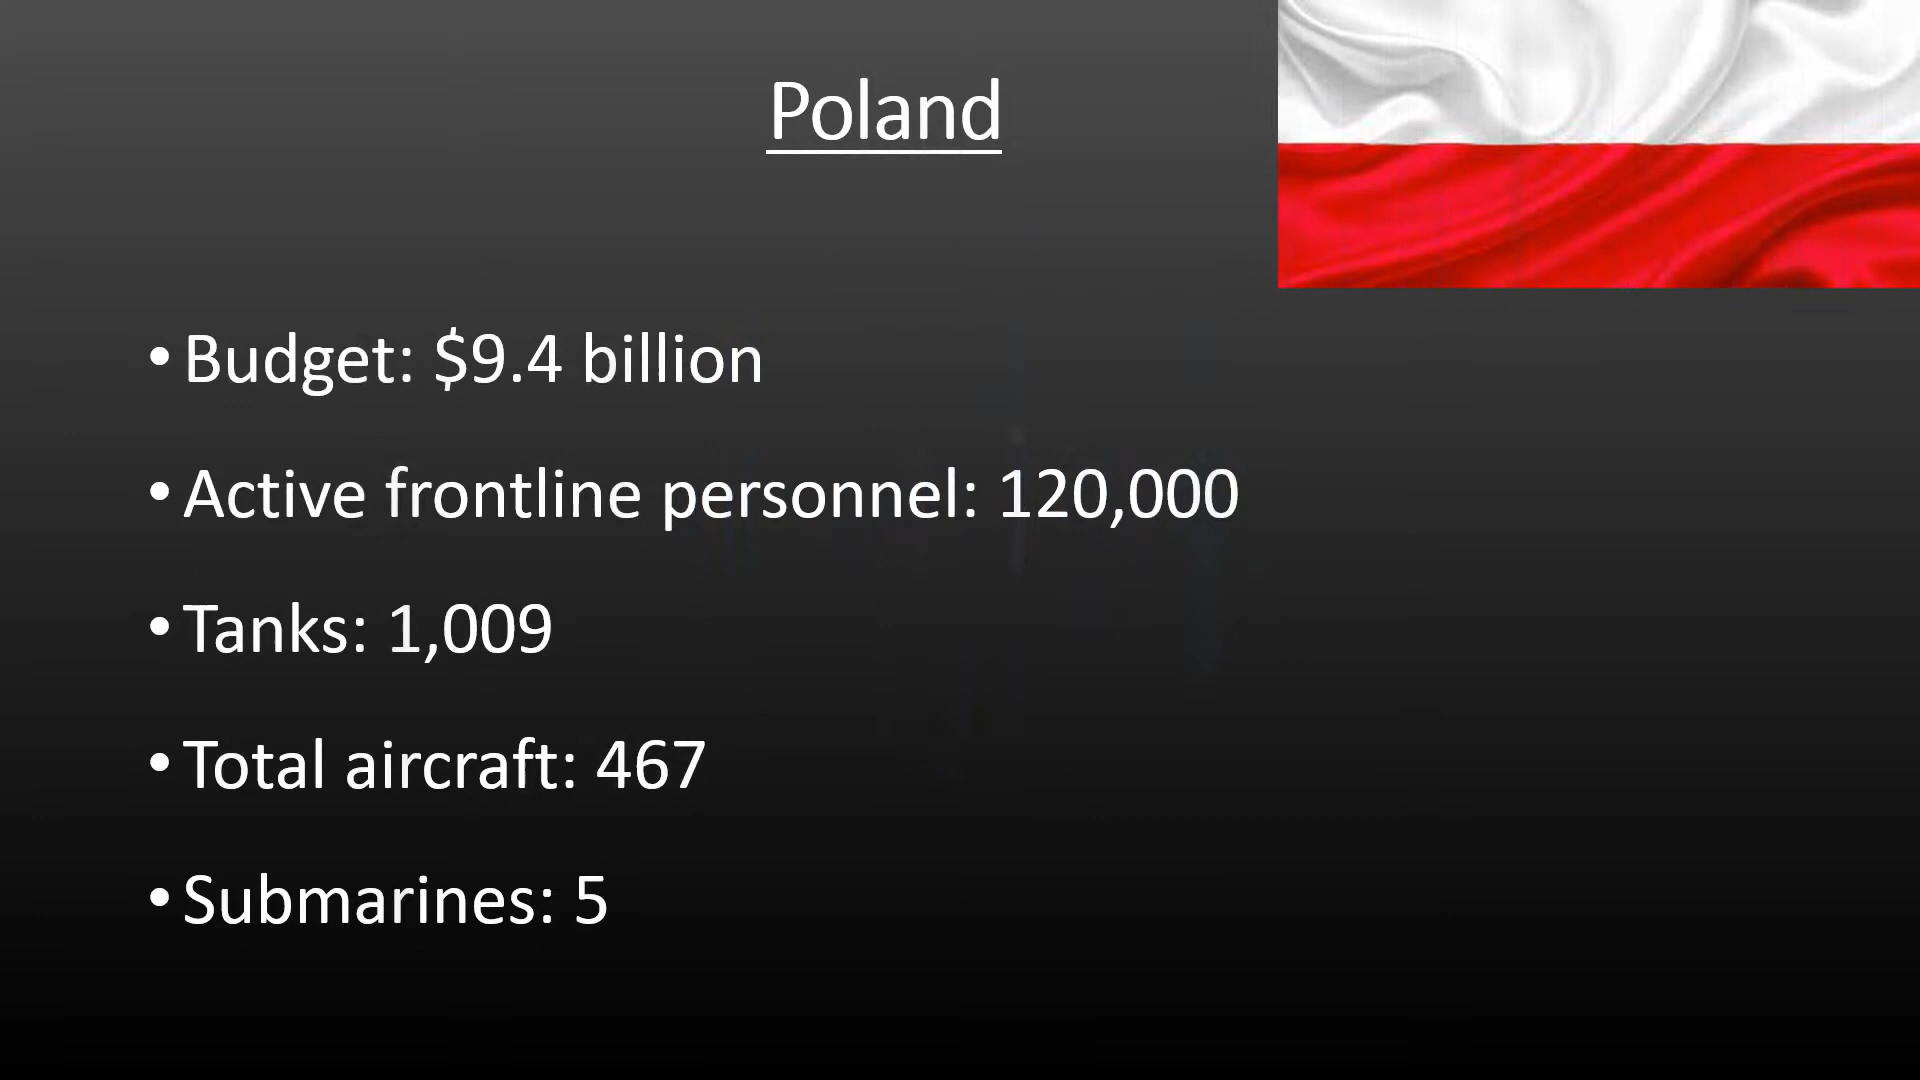 Poland
• Budget: $9.4 billion
• Active frontline personnel: 120,000
• Tanks: 1,009
• Total aircraft: 467
• Submarines: 5